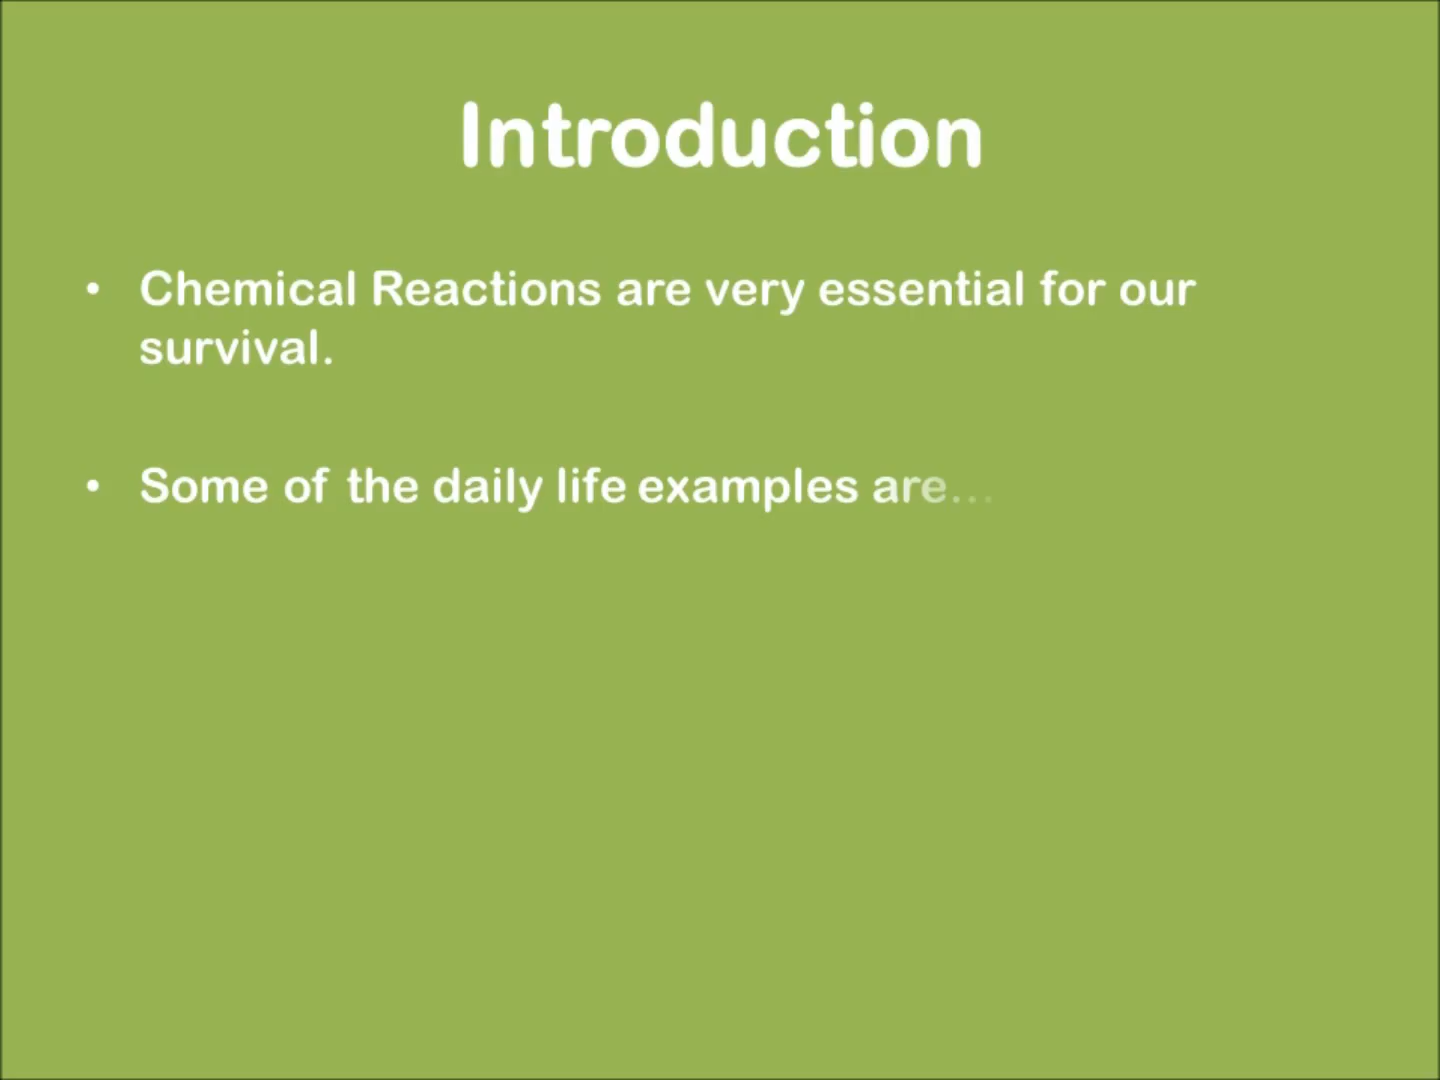 Introduction
• Chemical Reactions are very essential for our
survival.
• Some of the daily life examples are...